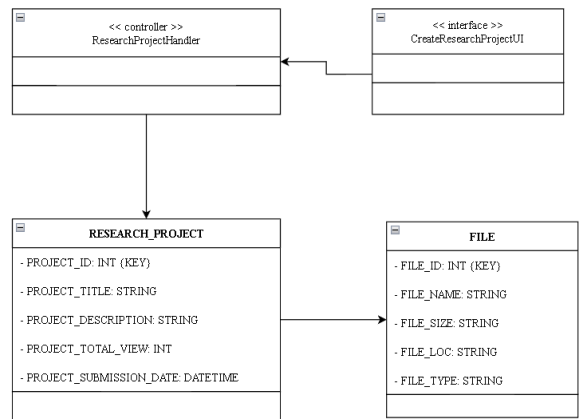 << controller >>
ResearchProjectHandler
<< interface >>
CreateResearchProjectUI
RESEARCH_PROJECT
- PROJECT_ID: INT {KEY}
- PROJECT_TITLE: STRING
- PROJECT_DESCRIPTION: STRING
- PROJECT_TOTAL_VIEW: INT
- PROJECT_SUBMISSION_DATE: DATETIME
FILE
- FILE_ID: INT {KEY}
- FILE_NAME: STRING
- FILE_SIZE: STRING
- FILE_LOC: STRING
- FILE_TYPE: STRING